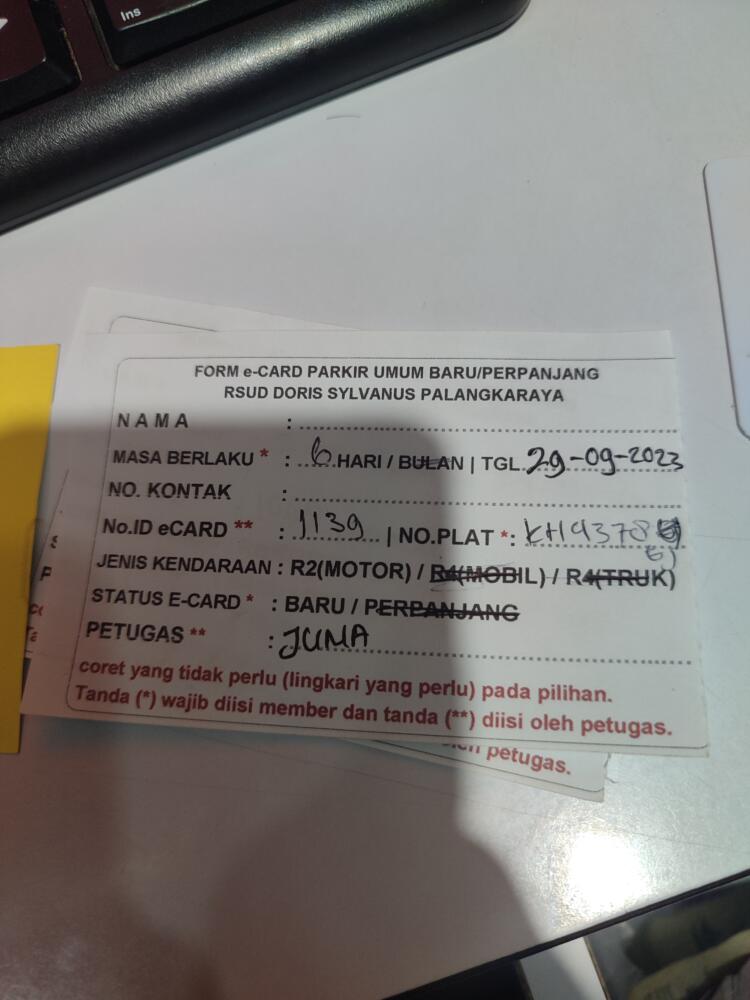 Ins
FORM e-CARD PARKIR UMUM BARU/PERPANJANG
RSUD DORIS SYLVANUS PALANGKARAYA
NAMA :
MASA BERLAKU * : 6 HARI / BULAN | TGL. 29-09-2023
NO. KONTAK :
No.ID eCARD ** : 1139 | NO.PLAT *:
JENIS KENDARAAN : R2(MOTOR) / R4(MOBIL) / R4(TRUK)
STATUS E-CARD * : BARU / PERPANJANG
PETUGAS ** : JUMA
coret yang tidak perlu (lingkari yang perlu) pada pilihan.
Tanda (*) wajib diisi member dan tanda (**) diisi oleh petugas.
oleh petugas.